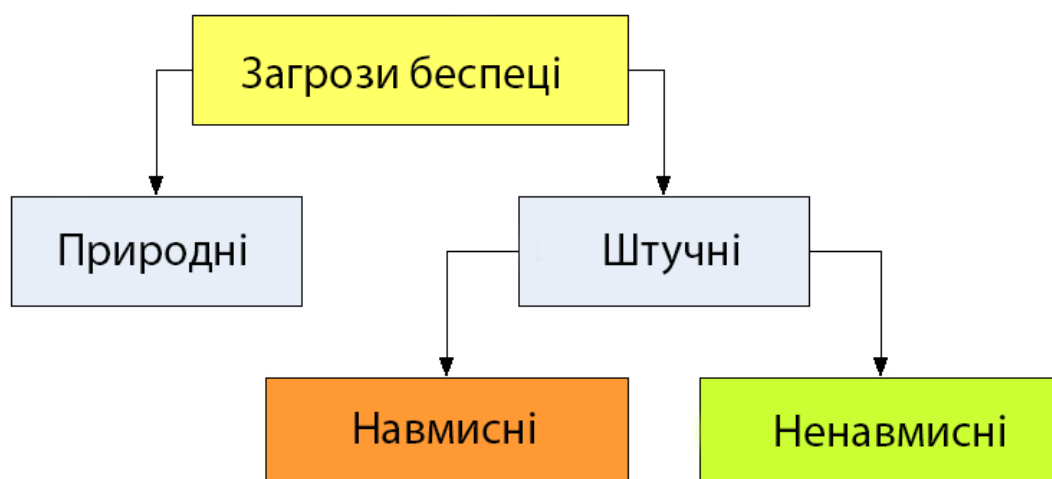 Загрози беспеці
Природні
Штучні
Навмисні
Ненавмисні